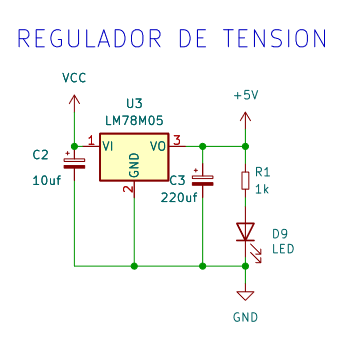 REGULADOR DE TENSION
VCC
+5V
U3
LM78M05
1
VI
VO
3
C2
10uf
GND
2
C3
220uf
R1
1k
D9
LED
GND